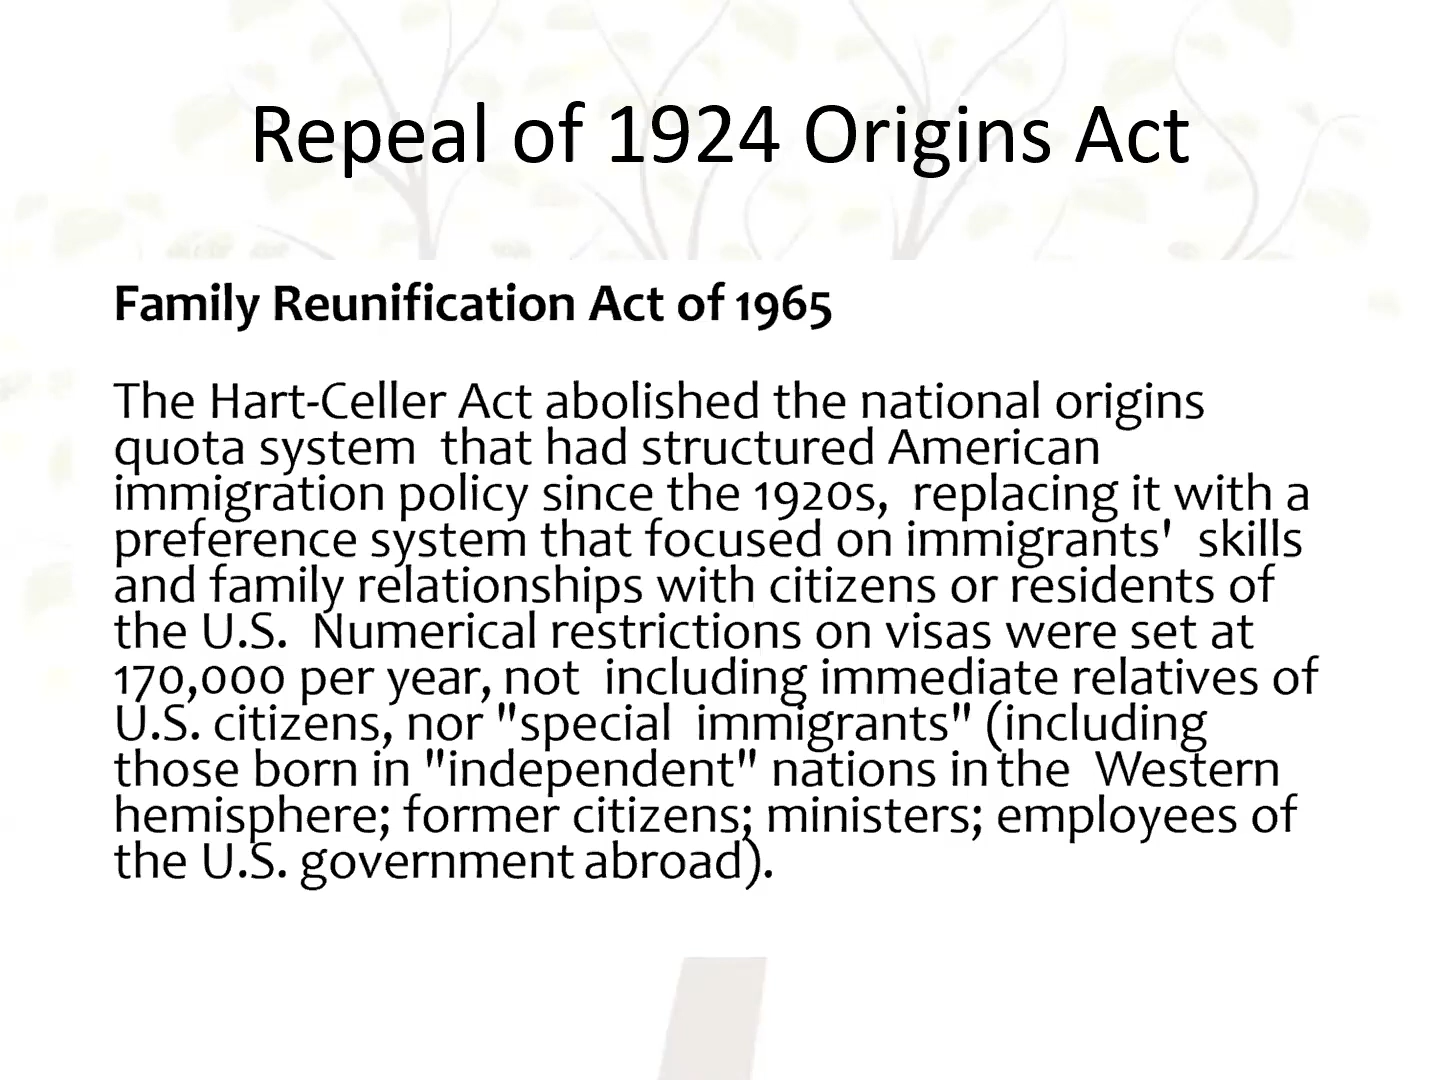 Repeal of 1924 Origins Act
Family Reunification Act of 1965
The Hart-Celler Act abolished the national origins
quota system that had structured American
immigration policy since the 1920s, replacing it with a
preference system that focused on immigrants' skills
and family relationships with citizens or residents of
the U.S. Numerical restrictions on visas were set at
170,000 per year, not including immediate relatives of
U.S. citizens, nor "special immigrants" (including
those born in "independent" nations in the Western
hemisphere; former citizens; ministers; employees of
the U.S. government abroad).